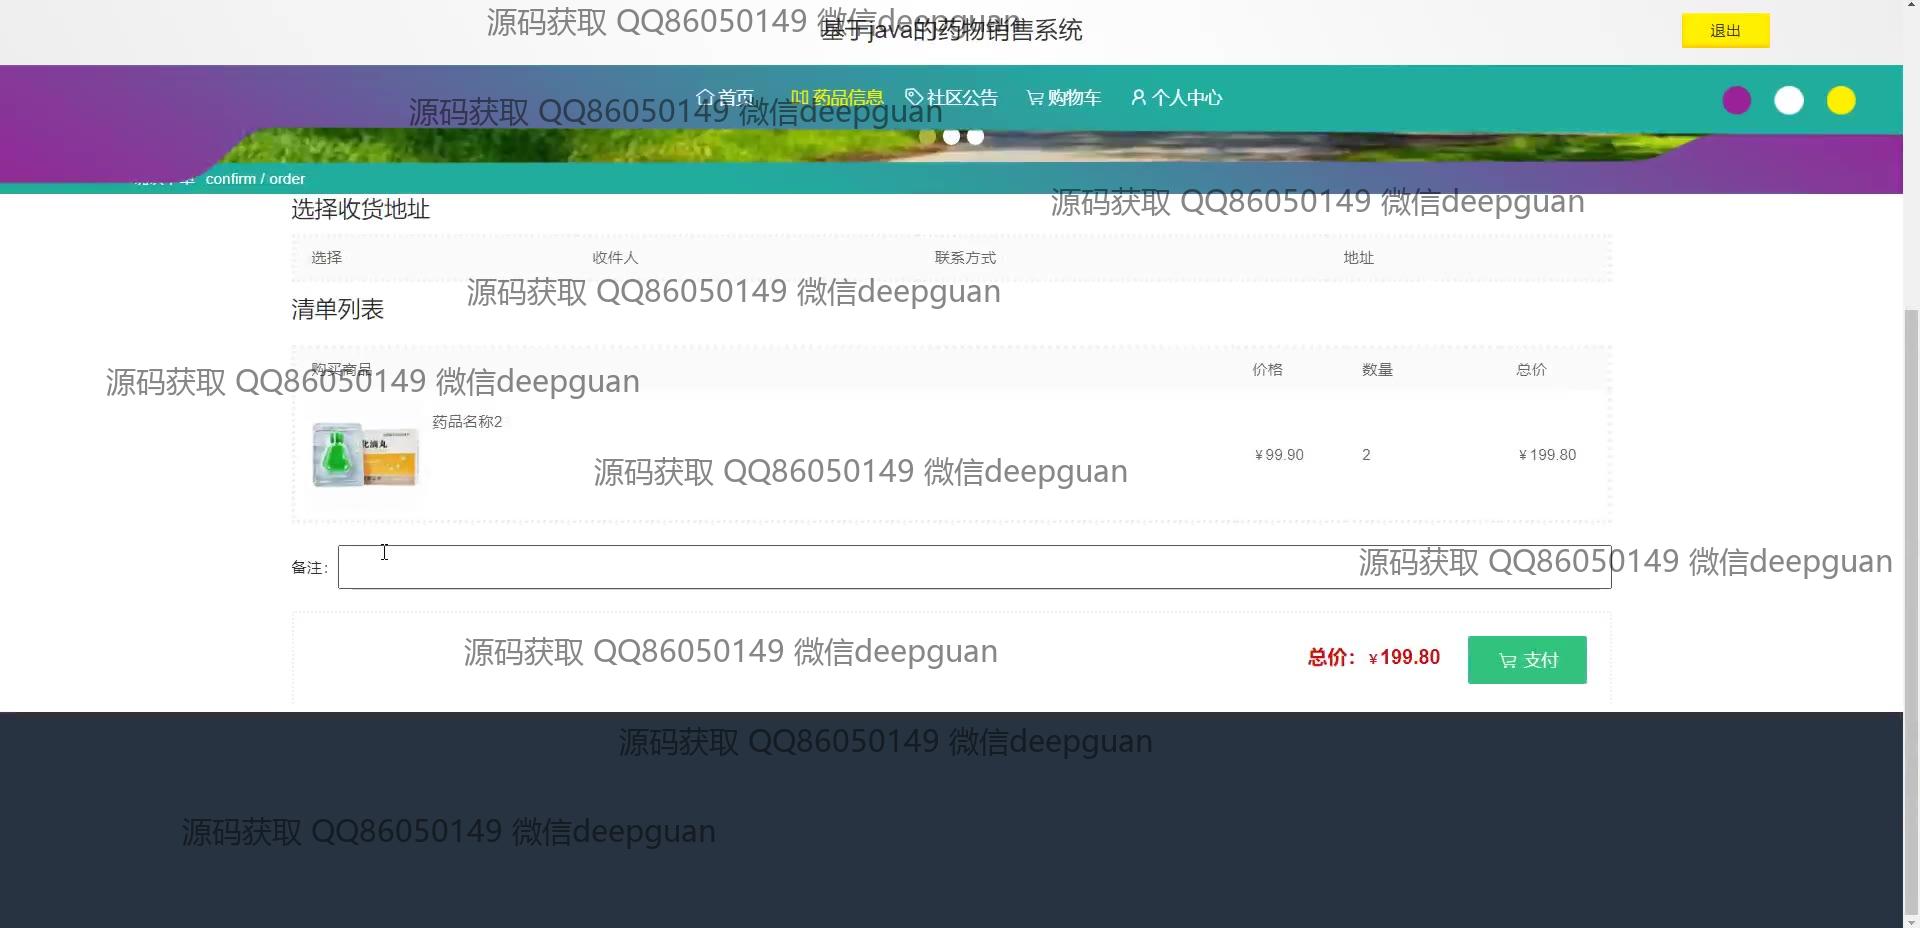 源码获取 QQ86050149 微信deepguan
基于java的药物销售系统
退出
首页 药品信息 社区公告 购物车 个人中心
源码获取 QQ86050149 微信deepguan
confirm / order
选择收货地址
源码获取 QQ86050149 微信deepguan
选择 收件人 联系方式 地址
源码获取 QQ86050149 微信deepguan
清单列表
购买商品 价格 数量 总价
源码获取 QQ86050149 微信deepguan
药品名称2
¥99.90 2 ¥199.80
源码获取 QQ86050149 微信deepguan
备注:
源码获取 QQ86050149 微信deepguan
源码获取 QQ86050149 微信deepguan
总价: ¥199.80 支付
源码获取 QQ86050149 微信deepguan
源码获取 QQ86050149 微信deepguan